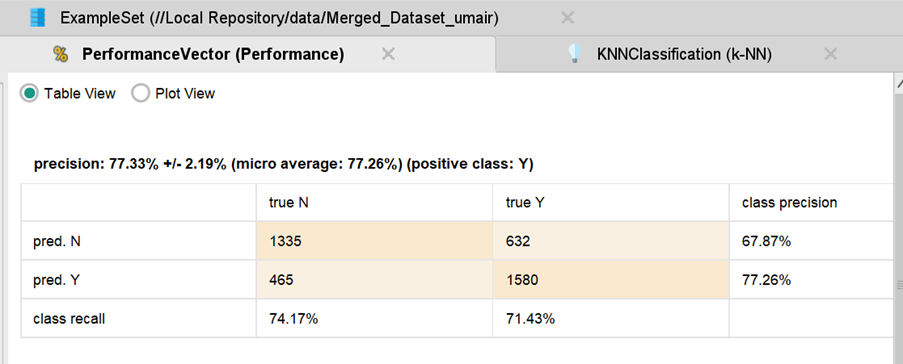 ExampleSet (//Local Repository/data/Merged_Dataset_umair)
PerformanceVector (Performance) KNNClassification (k-NN)
Table View Plot View
precision: 77.33% +/- 2.19% (micro average: 77.26%) (positive class: Y)
true N true Y class precision
pred. N 1335 632 67.87%
pred. Y 465 1580 77.26%
class recall 74.17% 71.43%